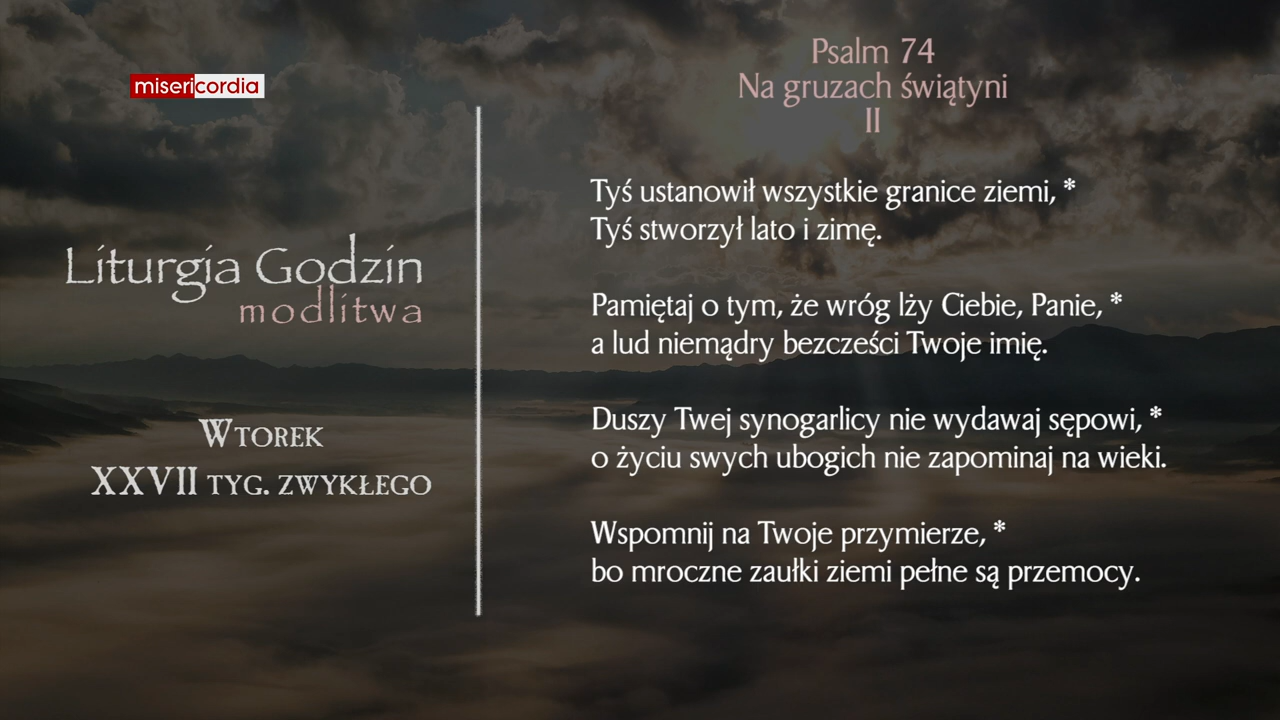 misericordia
Liturgia Godzin
modlitwa
Wtorek
XXVII tyg. zwykłego
Psalm 74
Na gruzach świątyni
II
Tyś ustanowił wszystkie granice ziemi, *
Tyś stworzył lato i zimę.
Pamiętaj o tym, że wróg lży Ciebie, Panie, *
a lud niemądry bezcześci Twoje imię.
Duszy Twej synogarlicy nie wydawaj sępowi, *
o życiu swych ubogich nie zapominaj na wieki.
Wspomnij na Twoje przymierze, *
bo mroczne zaułki ziemi pełne są przemocy.